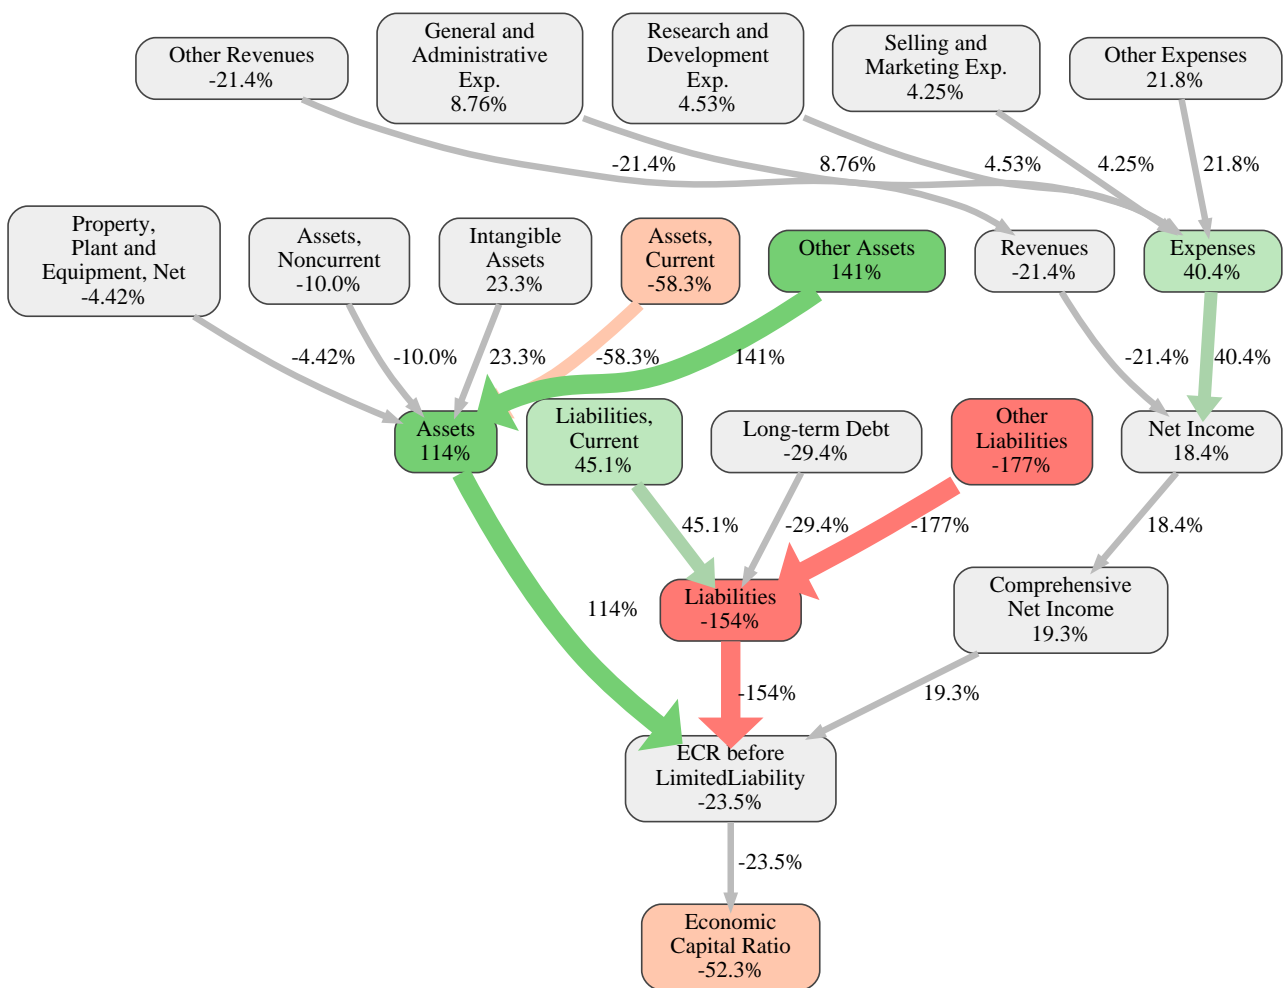 Other Revenues
-21.4%
General and
Administrative
Exp.
8.76%
Research and
Development
Exp.
4.53%
Selling and
Marketing Exp.
4.25%
Other Expenses
21.8%
-21.4%
8.76%
4.53%
4.25%
21.8%
Property,
Plant and
Equipment, Net
-4.42%
Assets,
Noncurrent
-10.0%
Intangible
Assets
23.3%
Assets,
Current
-58.3%
Other Assets
141%
Revenues
-21.4%
Expenses
40.4%
-4.42%
-10.0%
23.3%
-58.3%
141%
-21.4%
40.4%
Assets
114%
Liabilities,
Current
45.1%
Long-term Debt
-29.4%
Other
Liabilities
-177%
Net Income
18.4%
45.1%
-29.4%
-177%
18.4%
114%
Liabilities
-154%
Comprehensive
Net Income
19.3%
-154%
19.3%
ECR before
LimitedLiability
-23.5%
-23.5%
Economic
Capital Ratio
-52.3%